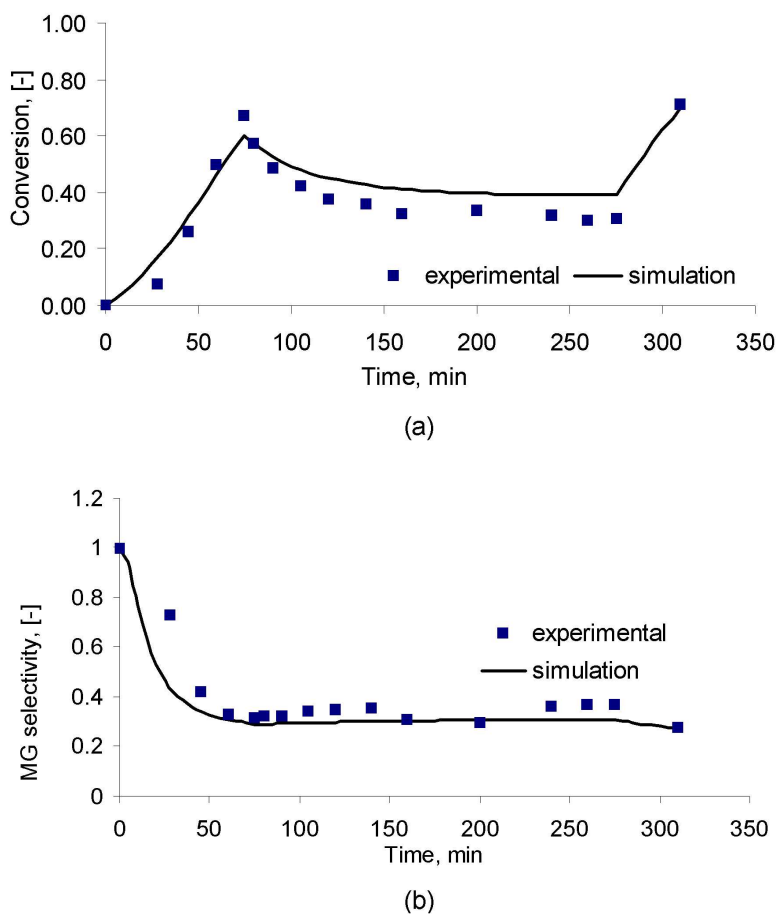 1.00
0.80
0.60
0.40
0.20
0.00
Conversion, [-]
experimental simulation
0 50 100 150 200 250 300 350
Time, min
(a)
1.2
1
0.8
0.6
0.4
0.2
0
MG selectivity, [-]
experimental
simulation
0 50 100 150 200 250 300 350
Time, min
(b)